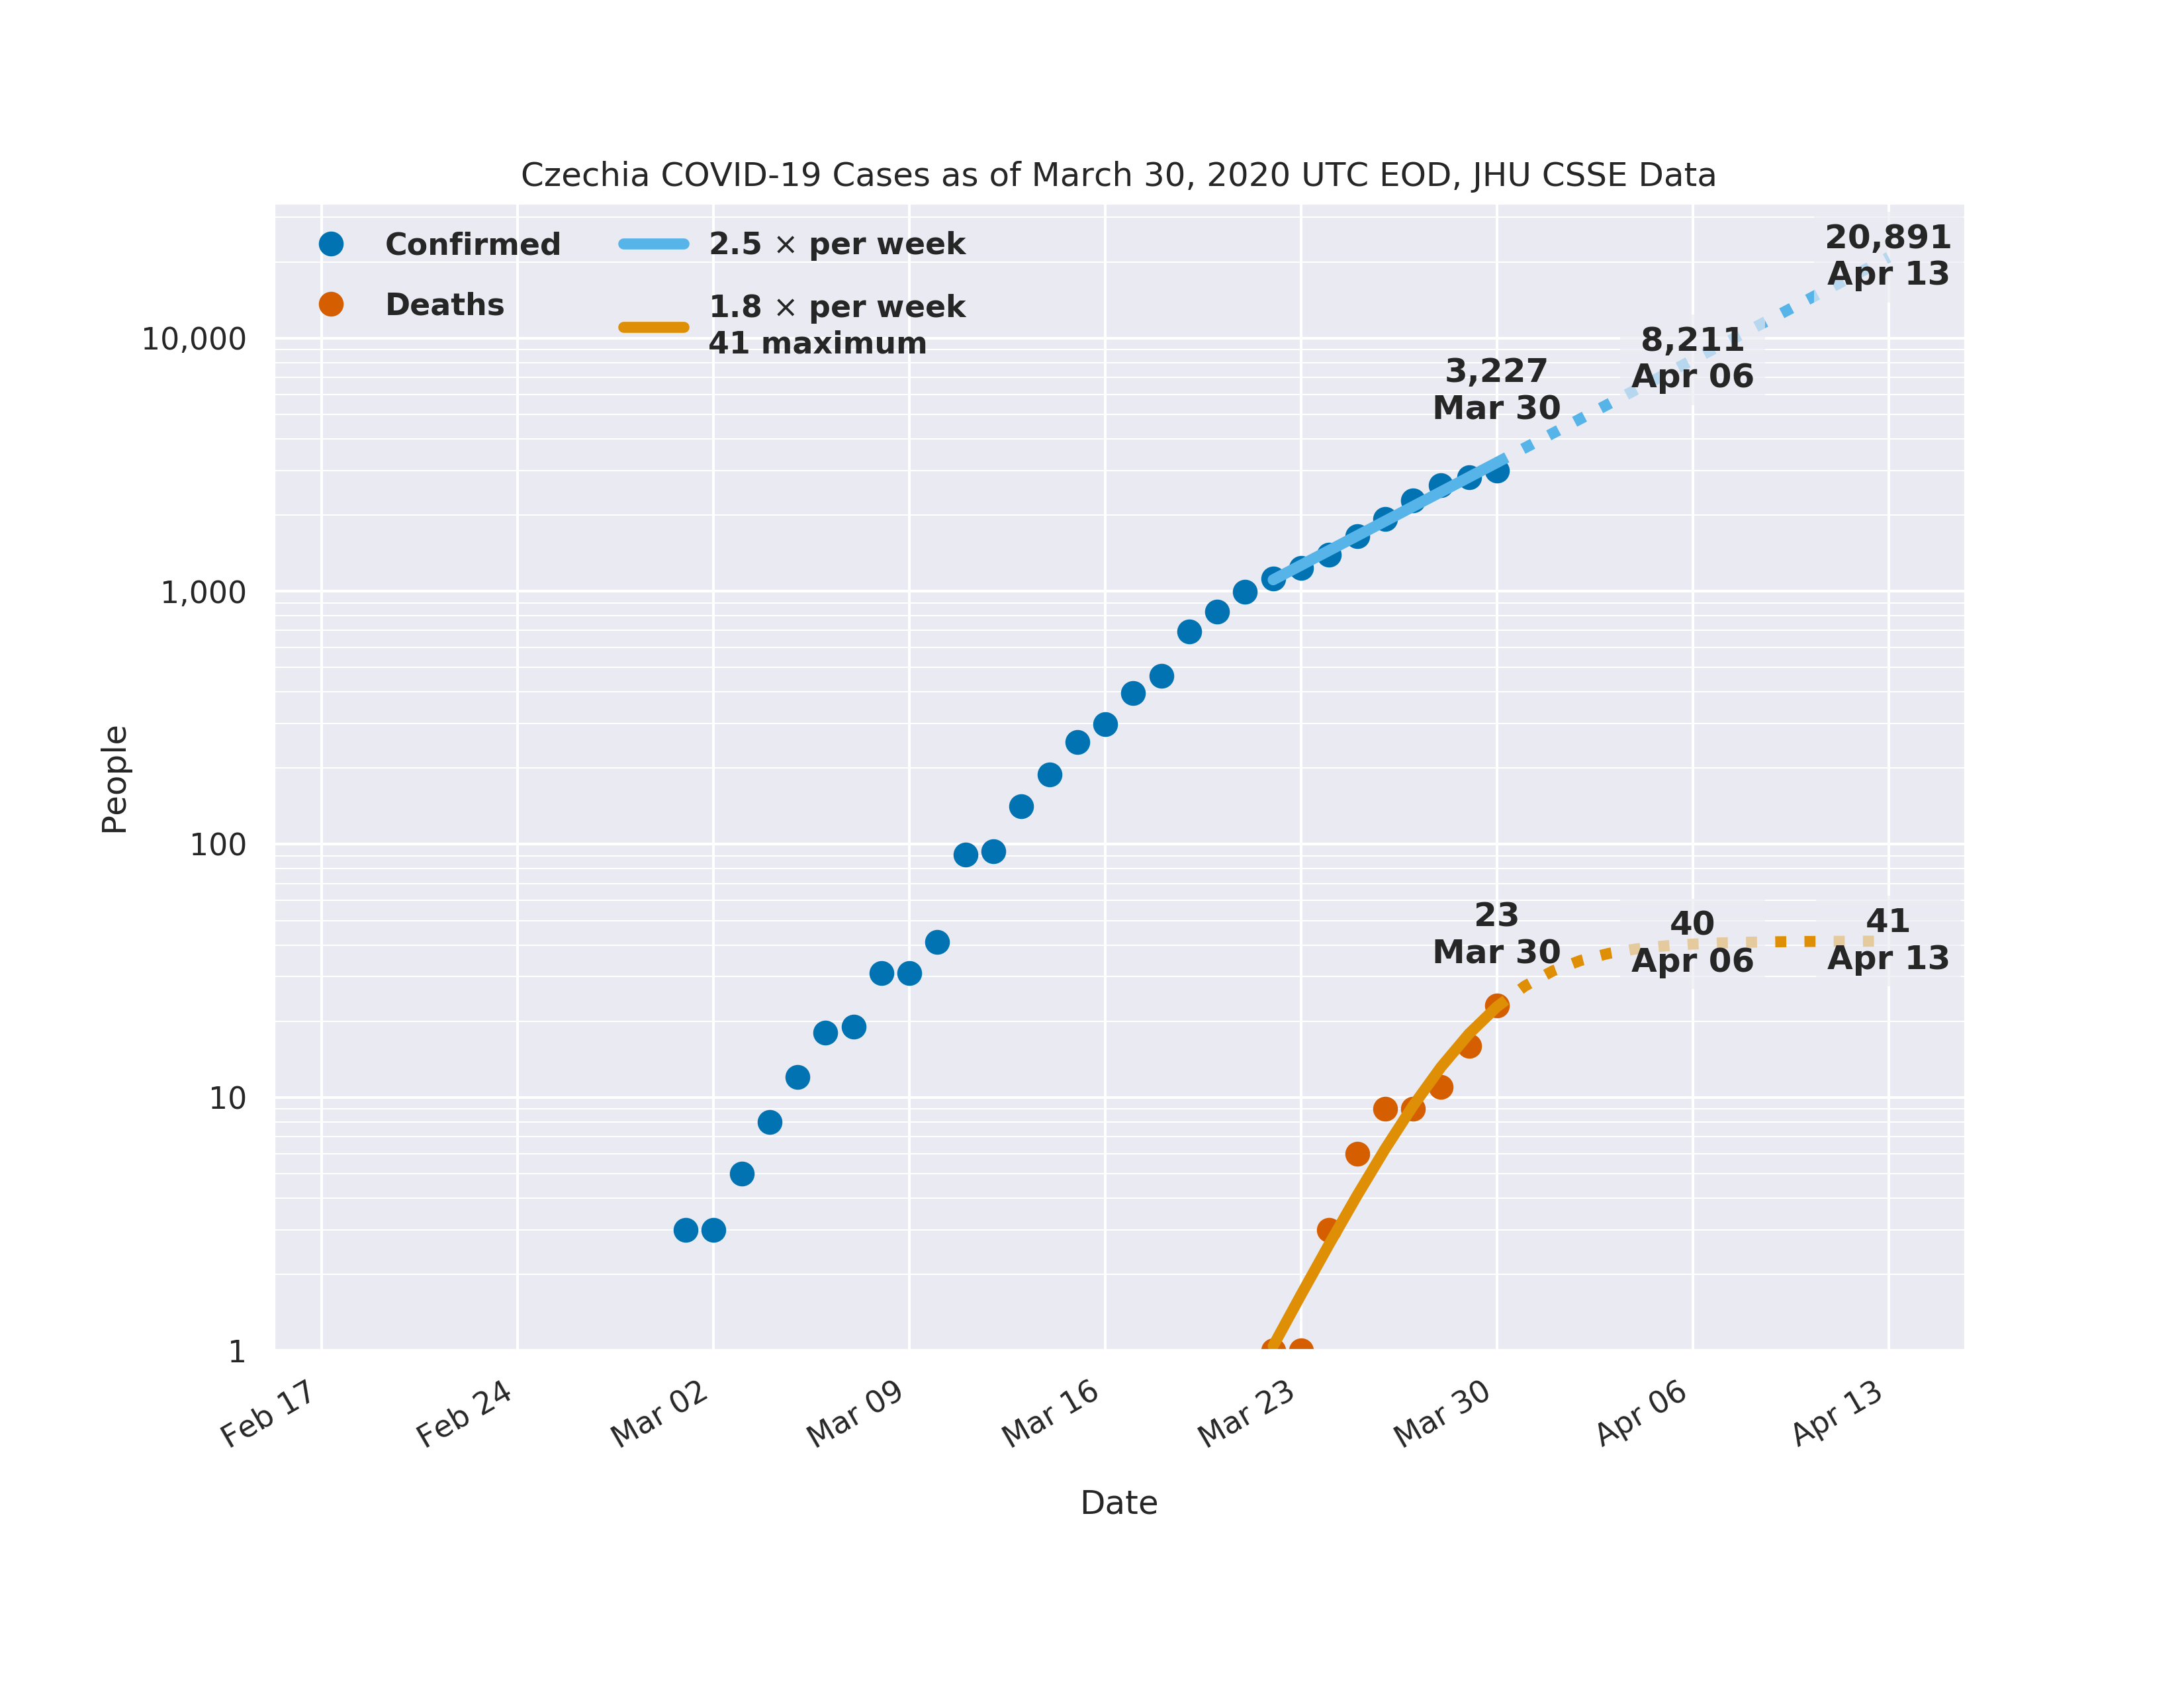 Czechia COVID-19 Cases as of March 30, 2020 UTC EOD, JHU CSSE Data
Confirmed
Deaths
2.5 × per week
1.8 × per week
41 maximum
20,891
Apr 13
8,211
Apr 06
3,227
Mar 30
23
Mar 30
40
Apr 06
41
Apr 13
People
10,000
1,000
100
10
1
Feb 17
Feb 24
Mar 02
Mar 09
Mar 16
Mar 23
Mar 30
Apr 06
Apr 13
Date